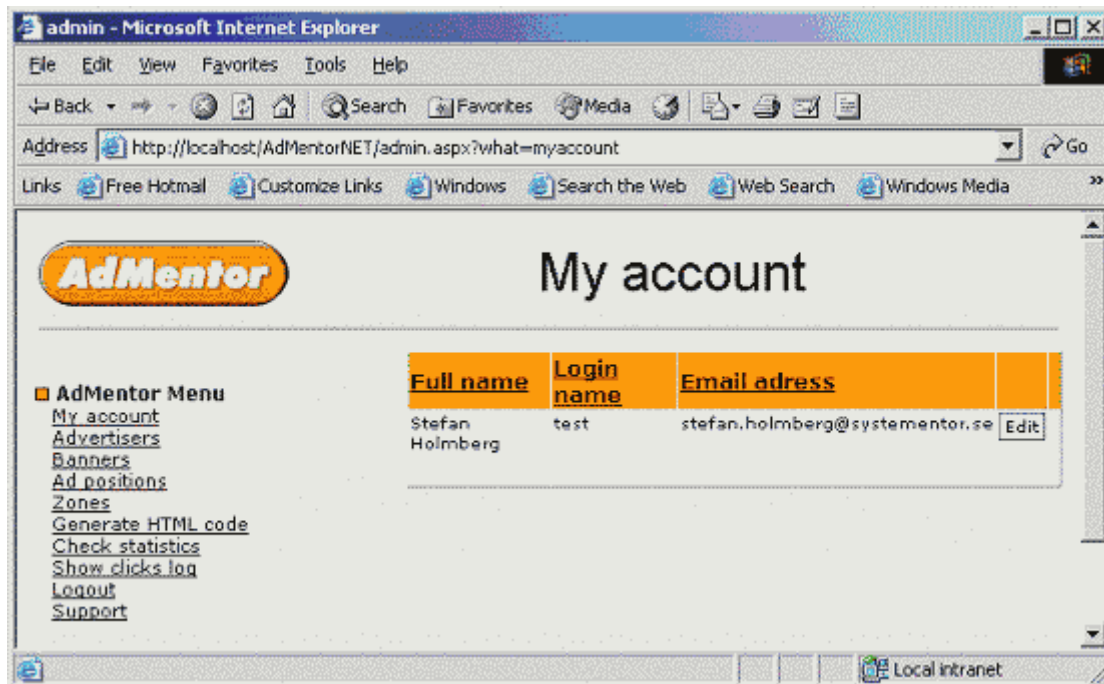 admin - Microsoft Internet Explorer
File Edit View Favorites Tools Help
Back Search Favorites Media
Address http://localhost/AdMentorNET/admin.aspx?what=myaccount Go
Links Free Hotmail Customize Links Windows Search the Web Web Search Windows Media »
AdMentor My account
Full name Login name Email adress
Stefan Holmberg test stefan.holmberg@systementor.se Edit
AdMentor Menu
My account
Advertisers
Banners
Ad positions
Zones
Generate HTML code
Check statistics
Show clicks log
Logout
Support
Local intranet